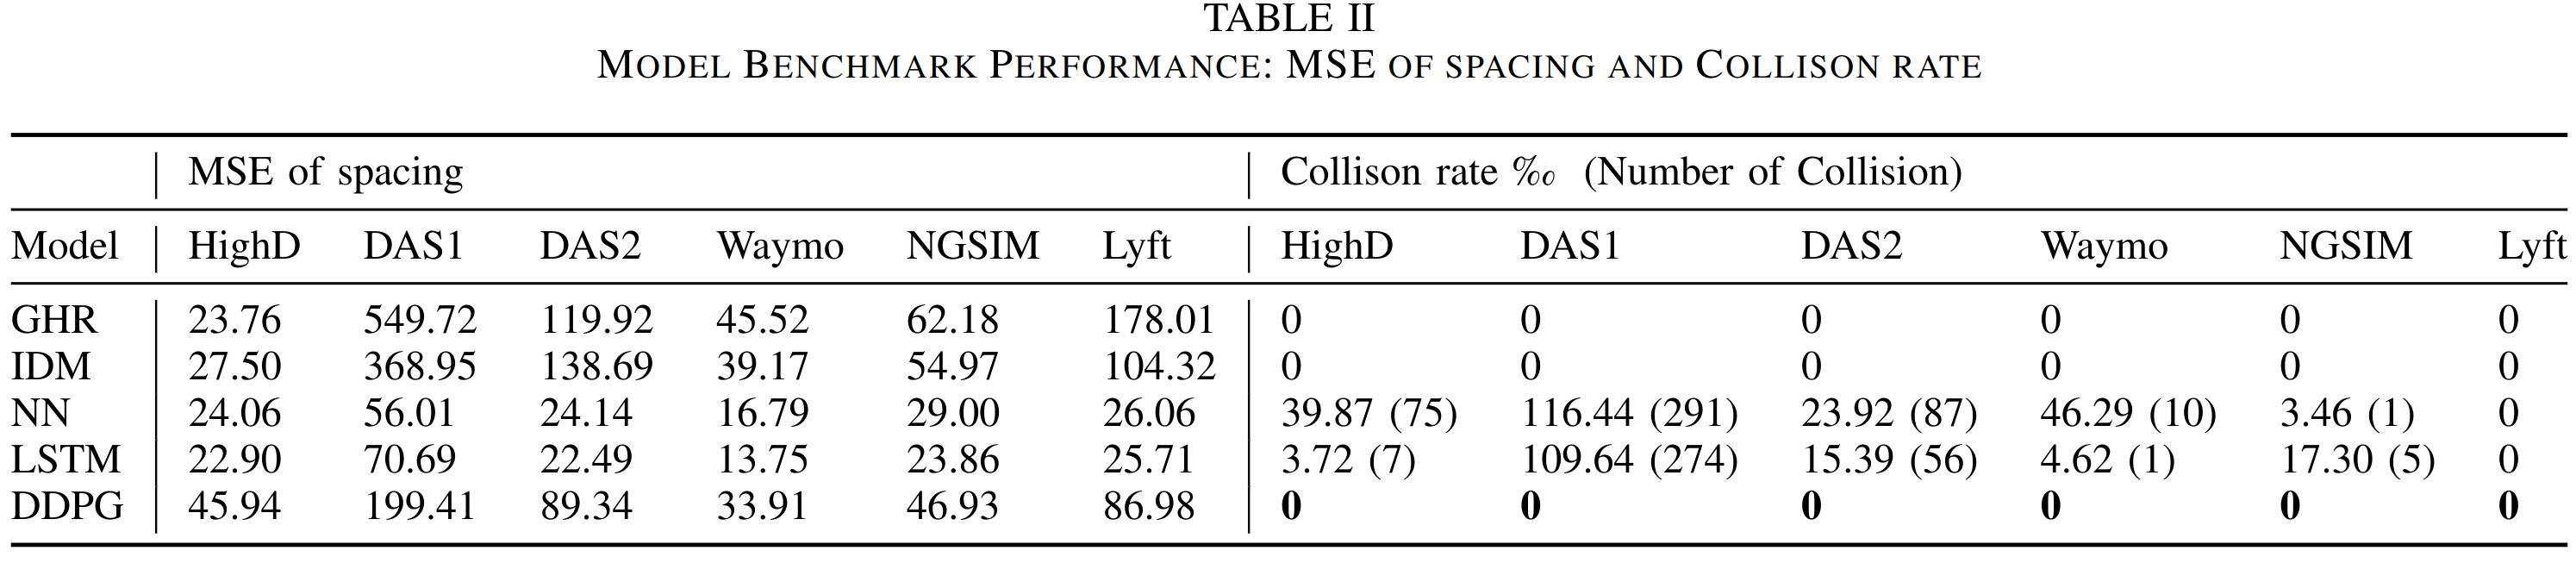 TABLE II
MODEL BENCHMARK PERFORMANCE: MSE OF SPACING AND COLLISON RATE
MSE of spacing Collison rate ‰ (Number of Collision)
Model HighD DAS1 DAS2 Waymo NGSIM Lyft HighD DAS1 DAS2 Waymo NGSIM Lyft
GHR 23.76 549.72 119.92 45.52 62.18 178.01 0 0 0 0 0 0
IDM 27.50 368.95 138.69 39.17 54.97 104.32 0 0 0 0 0 0
NN 24.06 56.01 24.14 16.79 29.00 26.06 39.87 (75) 116.44 (291) 23.92 (87) 46.29 (10) 3.46 (1) 0
LSTM 22.90 70.69 22.49 13.75 23.86 25.71 3.72 (7) 109.64 (274) 15.39 (56) 4.62 (1) 17.30 (5) 0
DDPG 45.94 199.41 89.34 33.91 46.93 86.98 0 0 0 0 0 0